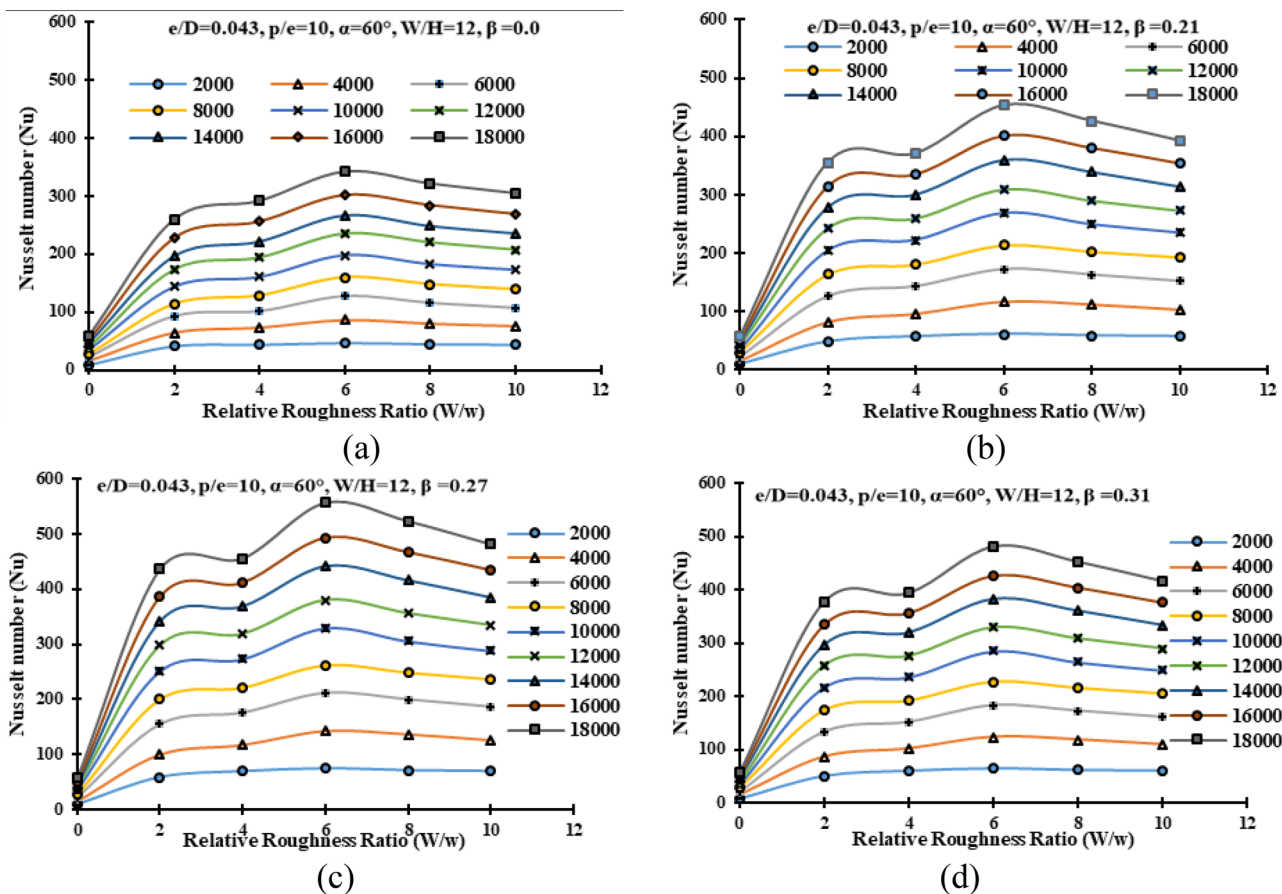 e/D=0.043, p/e=10, α=60°, W/H=12, β =0.0
2000 4000 6000
8000 10000 12000
14000 16000 18000
Nusselt number (Nu)
600
500
400
300
200
100
0
0 2 4 6 8 10 12
Relative Roughness Ratio (W/w)
(a)
e/D=0.043, p/e=10, α=60°, W/H=12, β =0.21
2000 4000 6000
8000 10000 12000
14000 16000 18000
Nusselt number (Nu)
600
500
400
300
200
100
0
0 2 4 6 8 10 12
Relative Roughness Ratio (W/w)
(b)
e/D=0.043, p/e=10, α=60°, W/H=12, β =0.27
Nusselt number (Nu)
600
500
400
300
200
100
0
0 2 4 6 8 10 12
Relative Roughness Ratio (W/w)
2000
4000
6000
8000
10000
12000
14000
16000
18000
(c)
e/D=0.043, p/e=10, α=60°, W/H=12, β =0.31
Nusselt number (Nu)
600
500
400
300
200
100
0
0 2 4 6 8 10 12
Relative Roughness Ratio (W/w)
2000
4000
6000
8000
10000
12000
14000
16000
18000
(d)